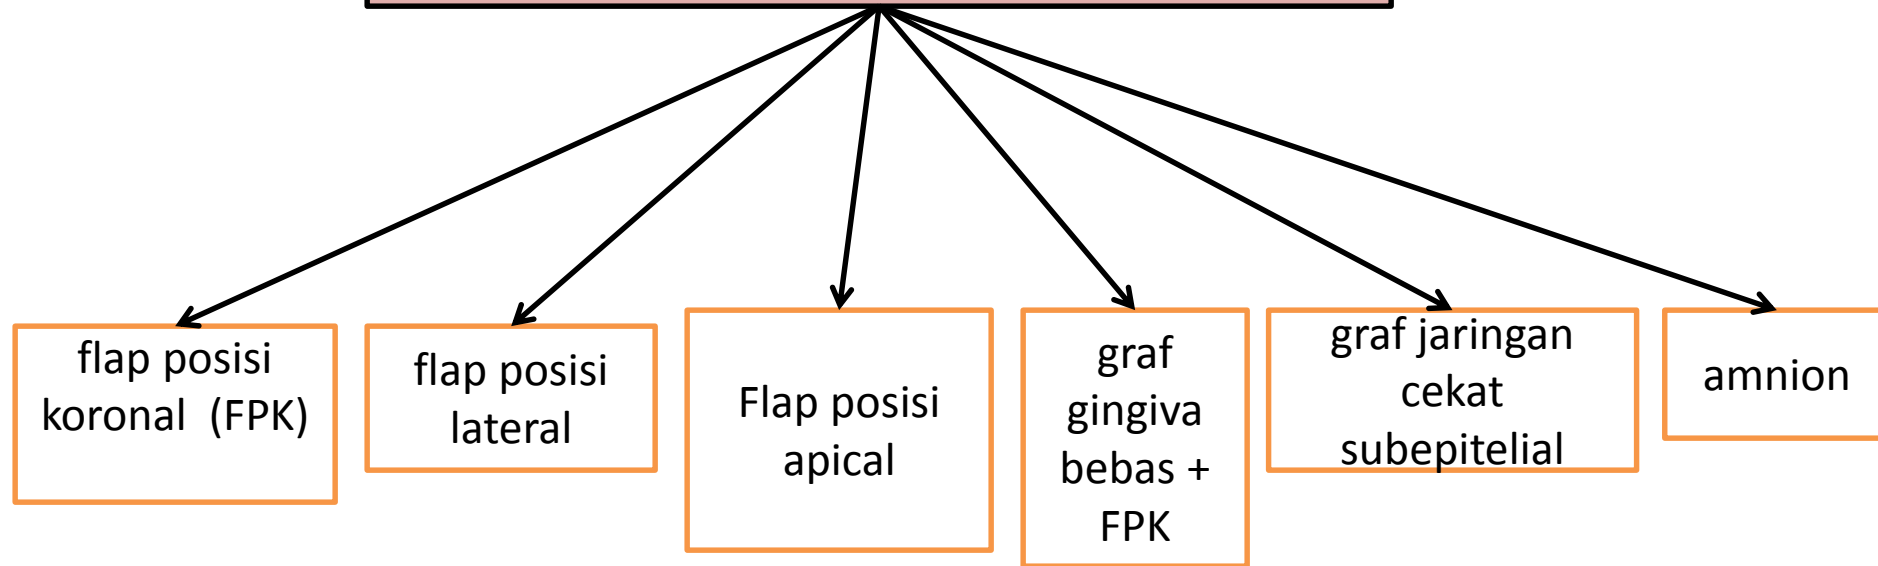 flap posisi
koronal  (FPK)
flap posisi
lateral
Flap posisi
apical
graf
gingiva
bebas +
FPK
graf jaringan
cekat
subepitelial
amnion